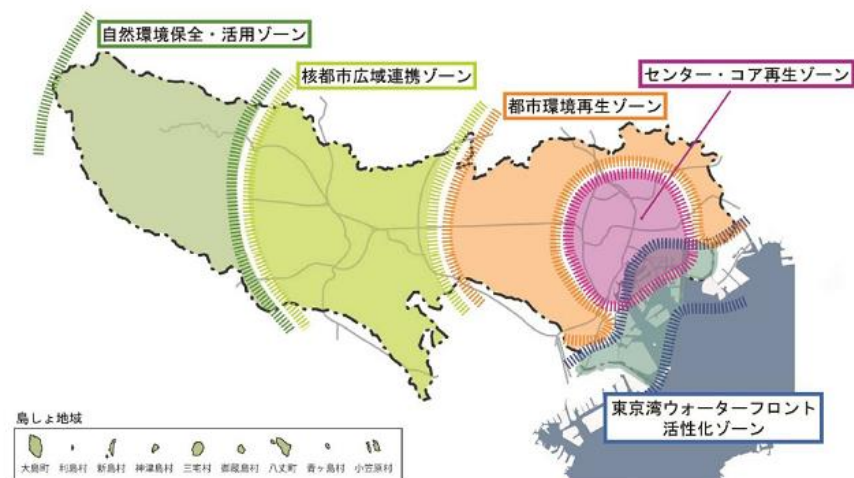 自然環境保全・活用ゾーン
核都市広域連携ゾーン
都市環境再生ゾーン
センター・コア再生ゾーン
東京湾ウォーターフロント
活性化ゾーン
島しょ地域
大島町 利島村 新島村 神津島村 三宅村 御蔵島村 八丈町 青ヶ島村 小笠原村